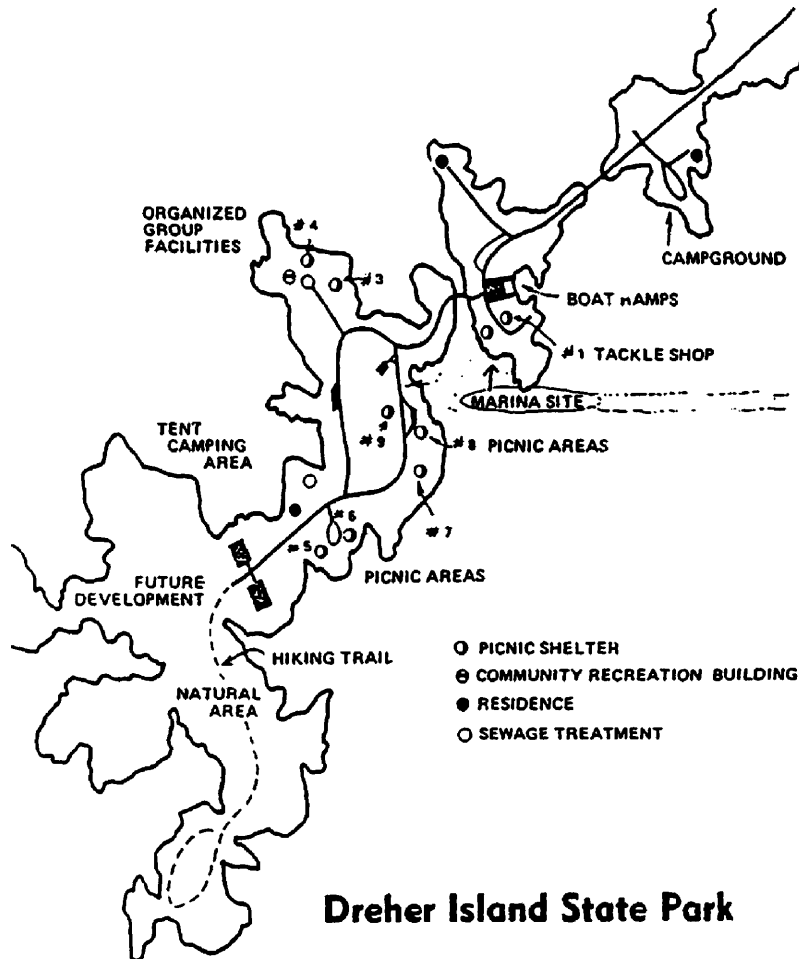 ORGANIZED
GROUP
FACILITIES
#4
#3
CAMPGROUND
BOAT RAMPS
#1 TACKLE SHOP
MARINA SITE
TENT
CAMPING
AREA
#9
#8 PICNIC AREAS
#7
#6
#5
PICNIC AREAS
FUTURE
DEVELOPMENT
HIKING TRAIL
NATURAL
AREA
PICNIC SHELTER
COMMUNITY RECREATION BUILDING
RESIDENCE
SEWAGE TREATMENT
Dreher Island State Park